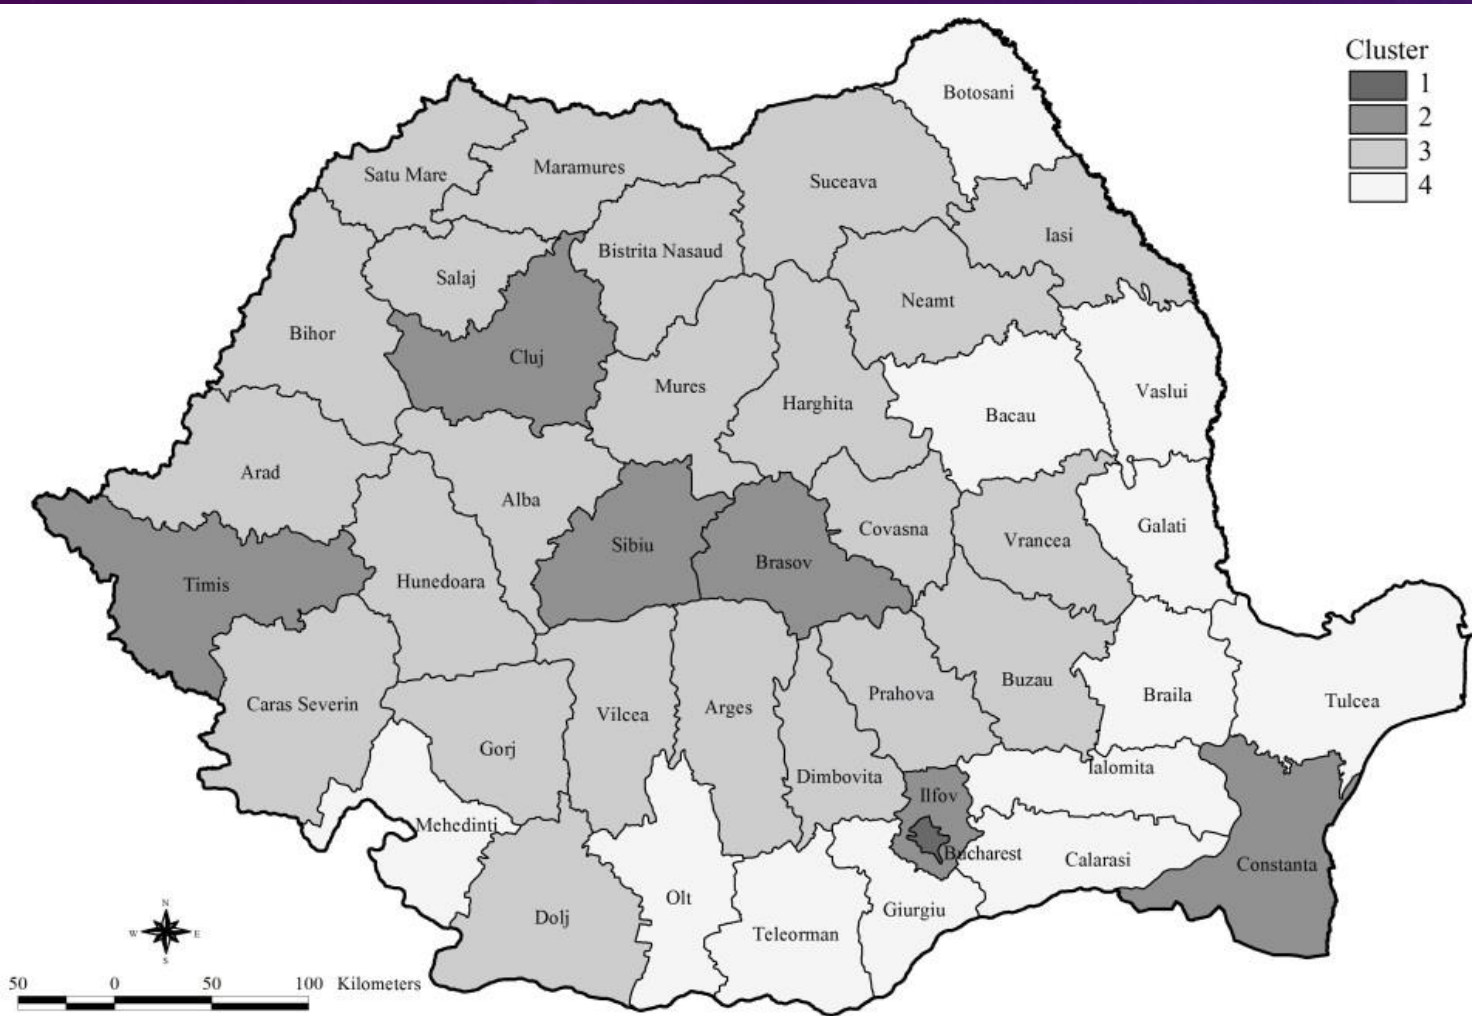 Cluster
1
2
3
4
Botosani
Satu Mare
Maramures
Suceava
Iasi
Bistrita Nasaud
Salaj
Neamt
Bihor
Cluj
Mures
Harghita
Bacau
Vaslui
Arad
Alba
Covasna
Vrancea
Galati
Sibiu
Brasov
Timis
Hunedoara
Caras Severin
Vilcea
Arges
Prahova
Buzau
Braila
Tulcea
Gorj
Dimbovita
Ilfov
Ialomita
Mehedinti
Bucharest
Calarasi
Constanta
Olt
Giurgiu
Dolj
Teleorman
N
W E
S
50 0 50 100 Kilometers